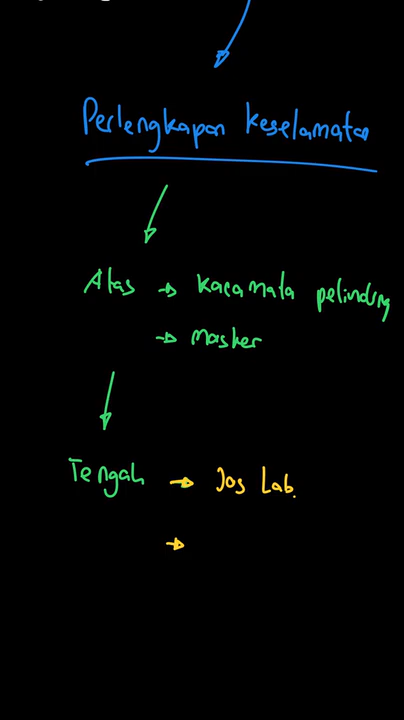 Perlengkapan keselamatan
Atas → Kacamata pelindung
→ Masker
Tengah → Jas Lab.
→